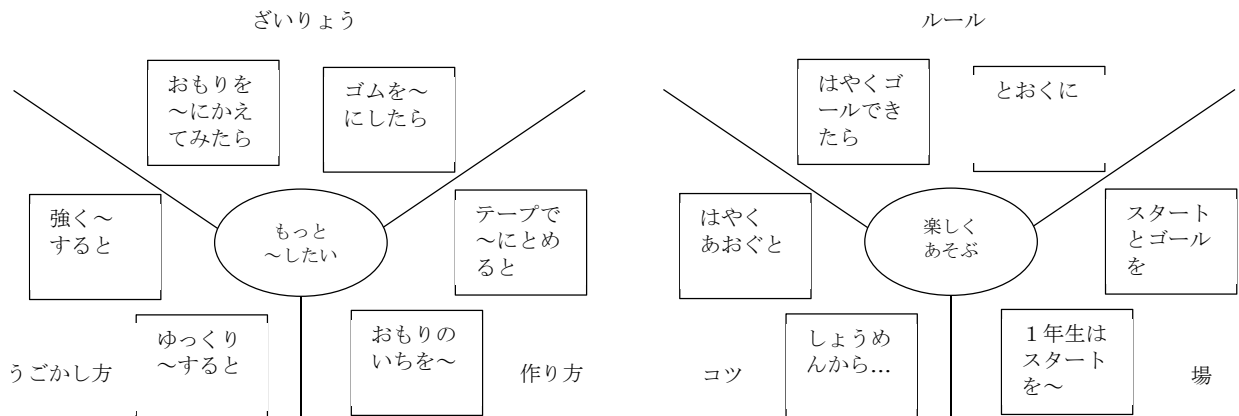 ざいりょう
おもりを
～にかえ
てみたら
ゴムを～
にしたら
強く～
すると
もっと
～したい
テープで
～にとめ
ると
うごかし方
ゆっくり
～すると
おもりの
いちを～
作り方
ルール
はやくゴ
ールでき
たら
とおくに
はやく
あおぐと
楽しく
あそぶ
スタート
とゴール
を
コツ
しょうめ
んから…
１年生は
スタート
を～
場